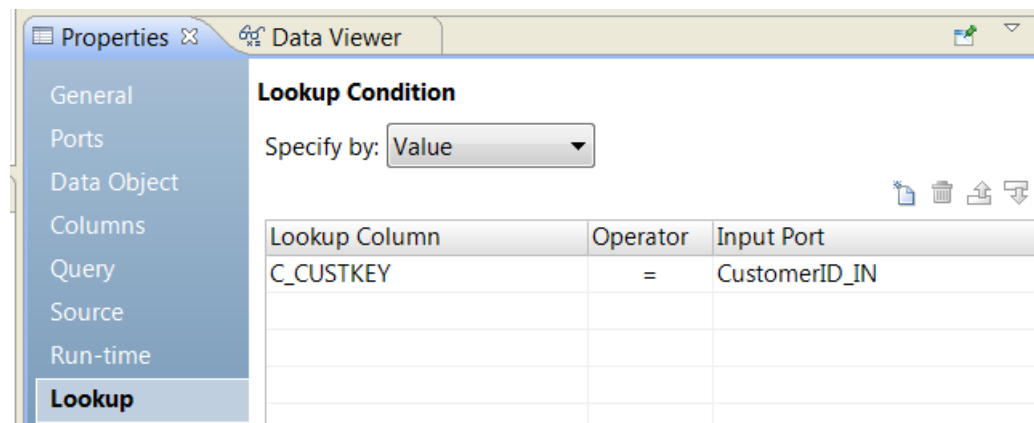 Properties Data Viewer
General
Ports
Data Object
Columns
Query
Source
Run-time
Lookup
Lookup Condition
Specify by: Value
Lookup Column Operator Input Port
C_CUSTKEY = CustomerID_IN